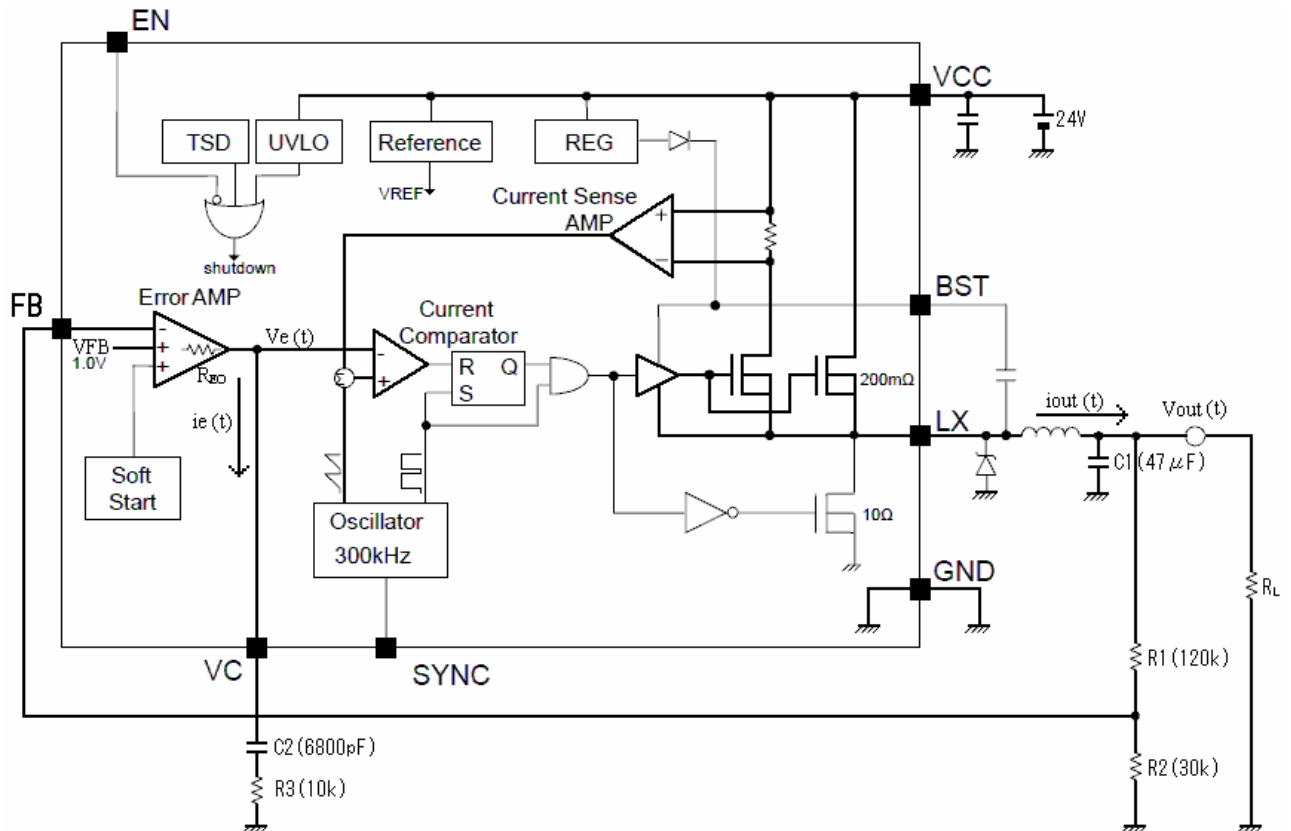 EN
VCC
24V
TSD
UVLO
Reference
REG
VREF
Current Sense
AMP
+
−
shutdown
BST
FB
Error AMP
-
VFB
+
1.0V
+
REO
Ve(t)
Current
Comparator
-
+
Σ
R Q
S
200mΩ
iout(t)
Vout(t)
LX
C1(47μF)
ie(t)
Soft
Start
Oscillator
300kHz
10Ω
GND
RL
VC
SYNC
R1(120k)
C2(6800pF)
R3(10k)
R2(30k)